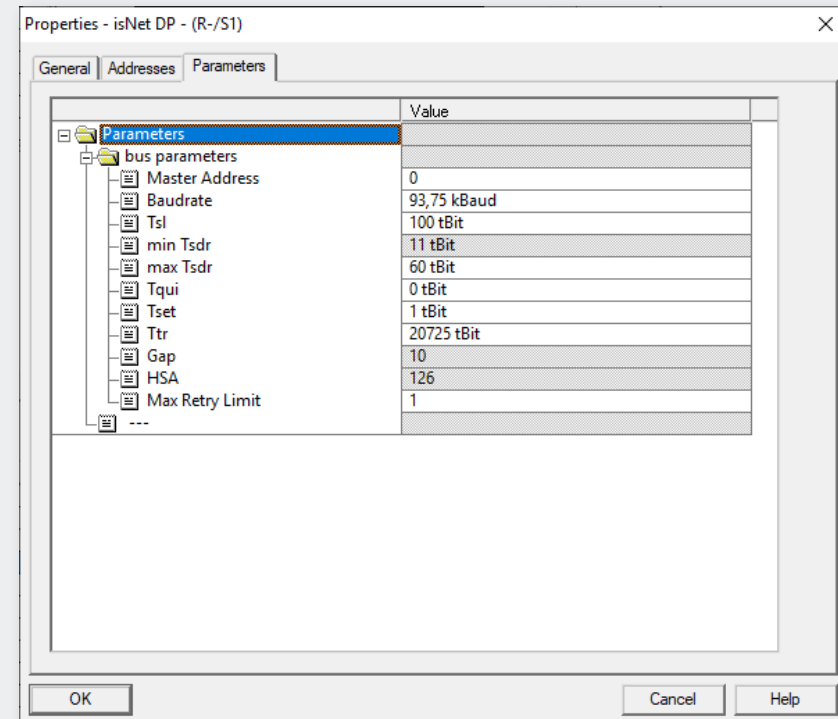 Properties - isNet DP - (R-/S1)
General Addresses Parameters
Value
Parameters
bus parameters
Master Address 0
Baudrate 93,75 kBaud
Tsl 100 tBit
min Tsdr 11 tBit
max Tsdr 60 tBit
Tqui 0 tBit
Tset 1 tBit
Ttr 20725 tBit
Gap 10
HSA 126
Max Retry Limit 1
---
OK Cancel Help